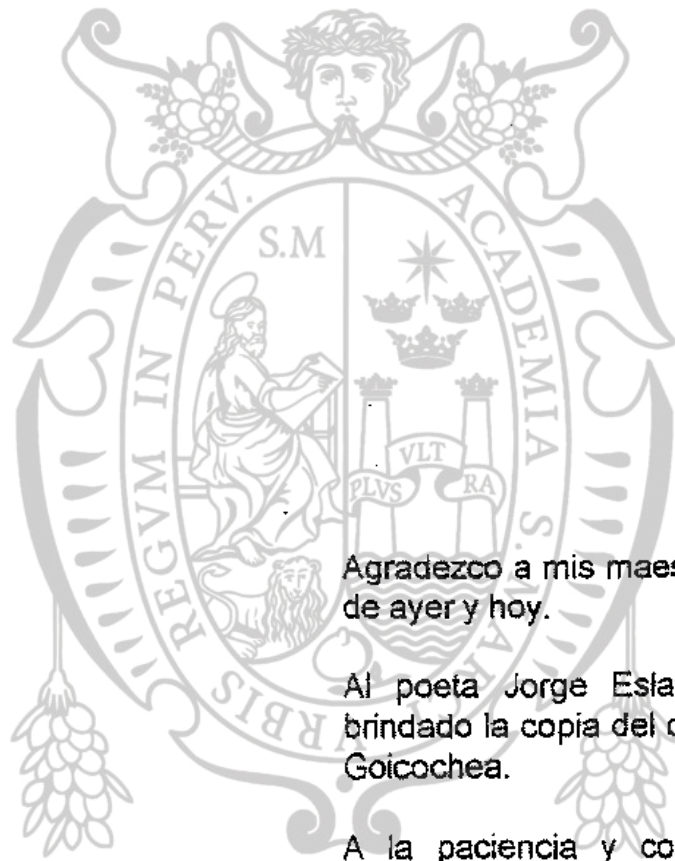 ACADEMIA S.
RBIS REGVM IN PERV.
S.M
PLVS VLT RA
Agradezco a mis maes
de ayer y hoy.
Al poeta Jorge Esla
brindado la copia del
Goicochea.
A la paciencia y co